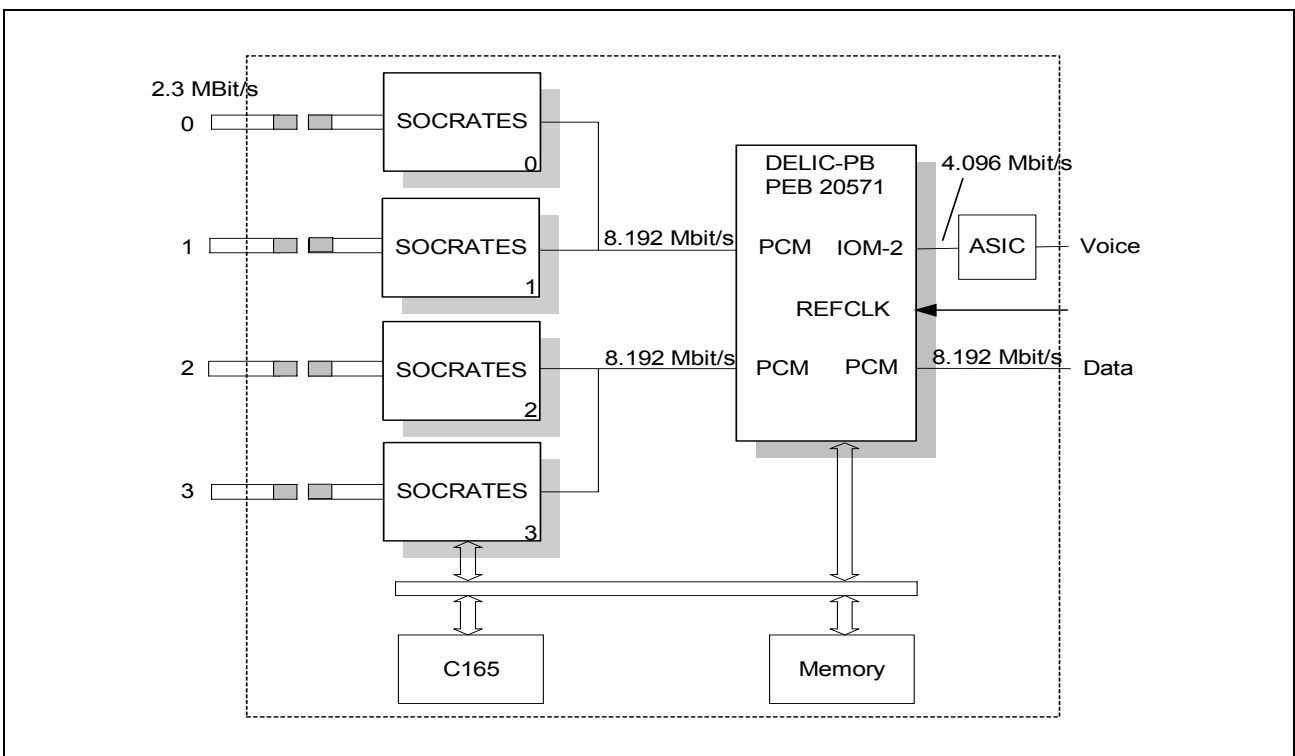 2.3 MBit/s
0
SOCRATES
0
1
SOCRATES
1
8.192 Mbit/s
2
SOCRATES
2
8.192 Mbit/s
3
SOCRATES
3
DELIC-PB
PEB 20571
4.096 Mbit/s
PCM IOM-2
ASIC
Voice
REFCLK
PCM PCM
8.192 Mbit/s
Data
C165
Memory